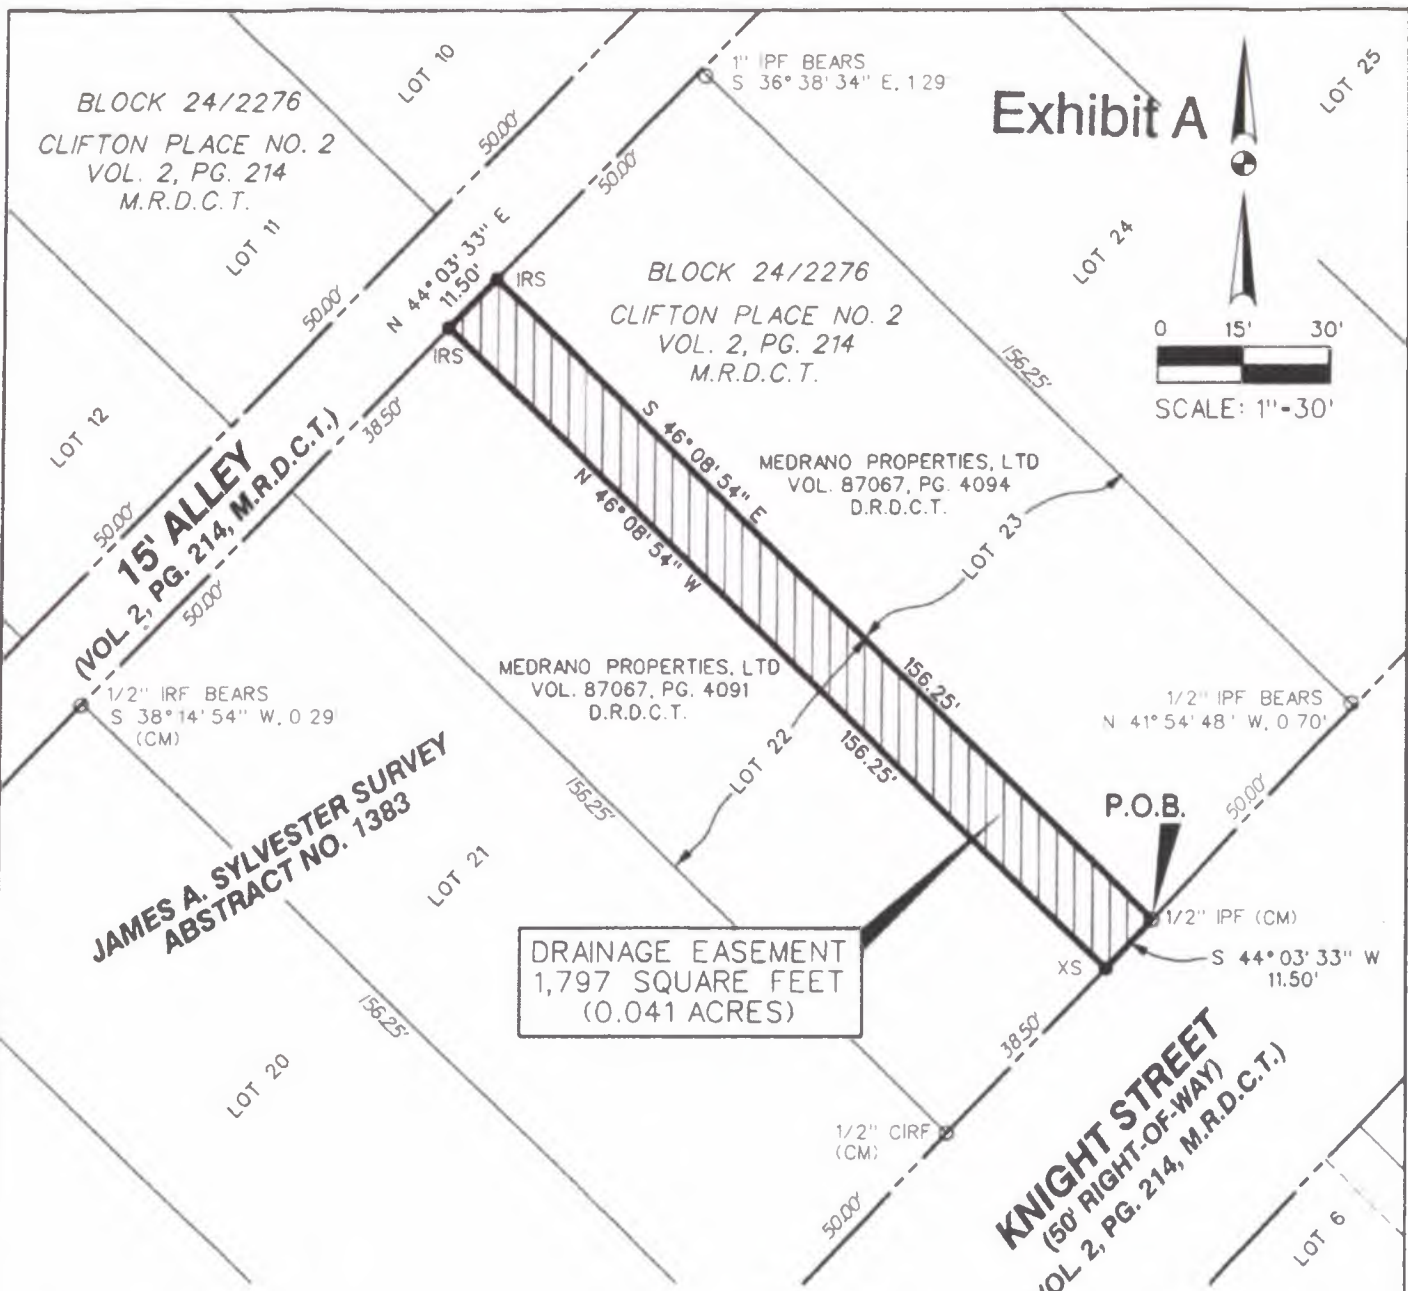 Exhibit A
LOT 10
LOT 25
1" IPF BEARS
S 36° 38' 34" E, 1.29
BLOCK 24/2276
CLIFTON PLACE NO. 2
VOL. 2, PG. 214
M.R.D.C.T.
50.00'
50.00'
LOT 11
LOT 24
N 44° 03' 33" E
11.50'
IRS
IRS
BLOCK 24/2276
CLIFTON PLACE NO. 2
VOL. 2, PG. 214
M.R.D.C.T.
50.00'
0 15' 30'
SCALE: 1"-30'
156.25'
LOT 12
38.50'
S 46° 08' 54" E
N 46° 08' 54" W
MEDRANO PROPERTIES, LTD
VOL. 87067, PG. 4094
D.R.D.C.T.
LOT 23
50.00'
15' ALLEY
(VOL. 2, PG. 214, M.R.D.C.T.)
50.00'
MEDRANO PROPERTIES, LTD
VOL. 87067, PG. 4091
D.R.D.C.T.
156.25'
156.25'
1/2" IRF BEARS
S 38° 14' 54" W, 0.29
(CM)
1/2" IPF BEARS
N 41° 54' 48' W, 0.70'
LOT 22
156.25'
50.00'
P.O.B.
JAMES A. SYLVESTER SURVEY
ABSTRACT NO. 1383
LOT 21
1/2" IPF (CM)
S 44° 03' 33" W
11.50'
XS
DRAINAGE EASEMENT
1,797 SQUARE FEET
(0.041 ACRES)
156.25'
38.50'
LOT 20
1/2" CIRF
(CM)
50.00'
KNIGHT STREET
(50' RIGHT-OF-WAY)
VOL. 2, PG. 214, M.R.D.C.T.)
LOT 6